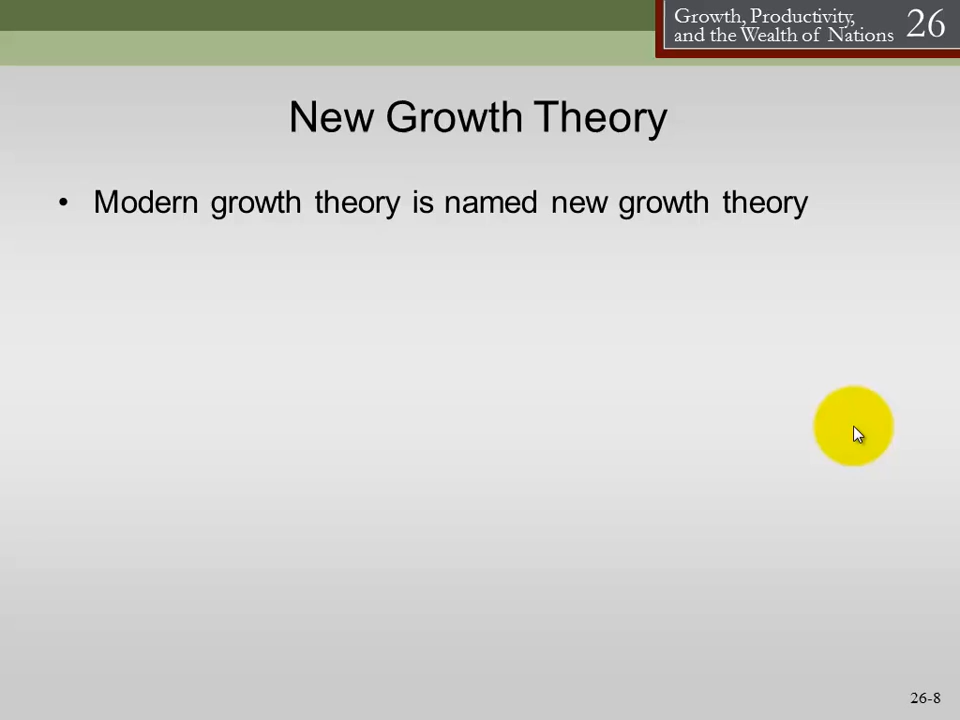 Growth, Productivity,
and the Wealth of Nations
26
New Growth Theory
• Modern growth theory is named new growth theory
26-8